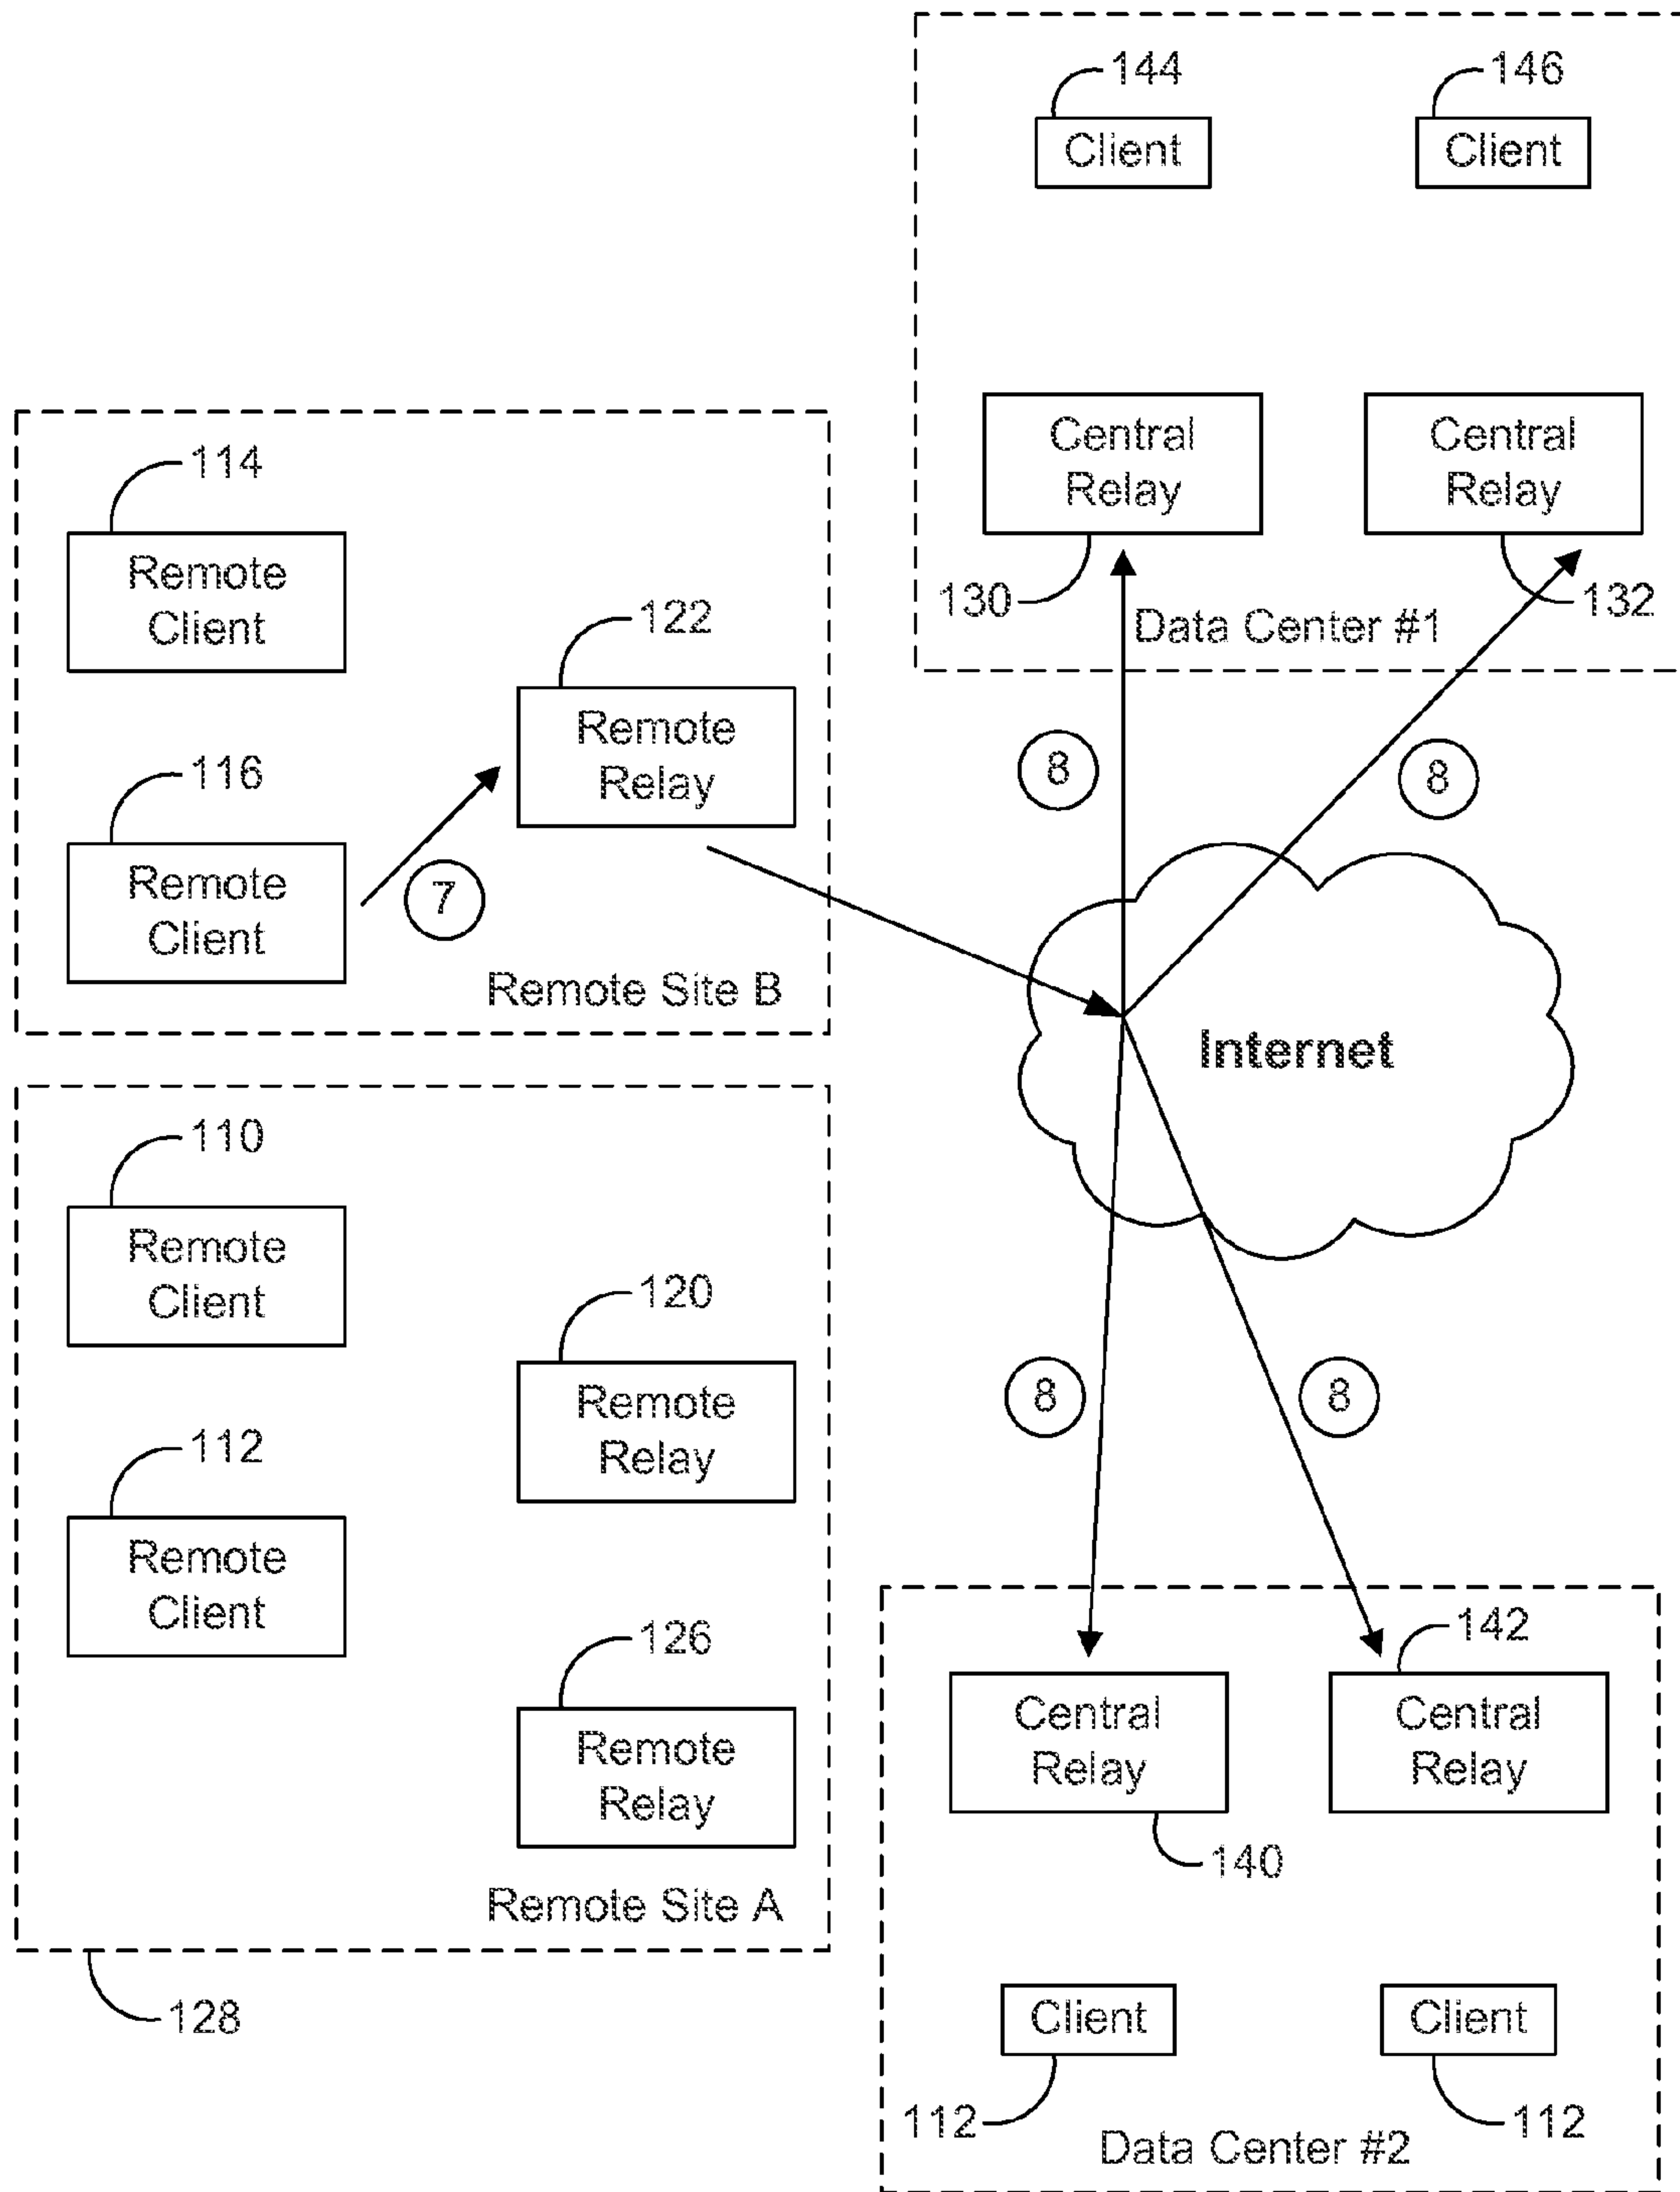 144
146
Client
Client
Central
Relay
Central
Relay
130
132
Data Center #1
114
Remote
Client
122
Remote
Relay
116
Remote
Client
7
Remote Site B
8
8
Internet
110
Remote
Client
120
Remote
Relay
112
Remote
Client
126
Remote
Relay
Remote Site A
128
8
8
142
Central
Relay
Central
Relay
140
Client
Client
112
112
Data Center #2